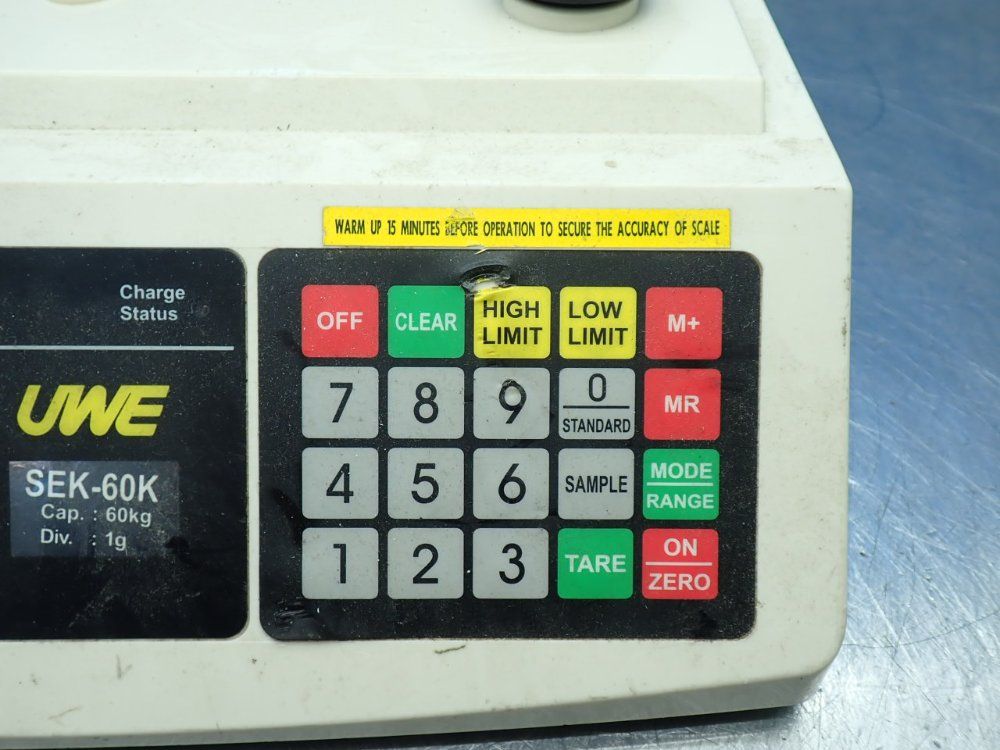 WARM UP 15 MINUTES BEFORE OPERATION TO SECURE THE ACCURACY OF SCALE
Charge
Status
UWE
SEK-60K
Cap. : 60kg
Div. : 1g
OFF
CLEAR
HIGH
LIMIT
LOW
LIMIT
M+
7
8
9
0
STANDARD
MR
4
5
6
SAMPLE
MODE
RANGE
1
2
3
TARE
ON
ZERO